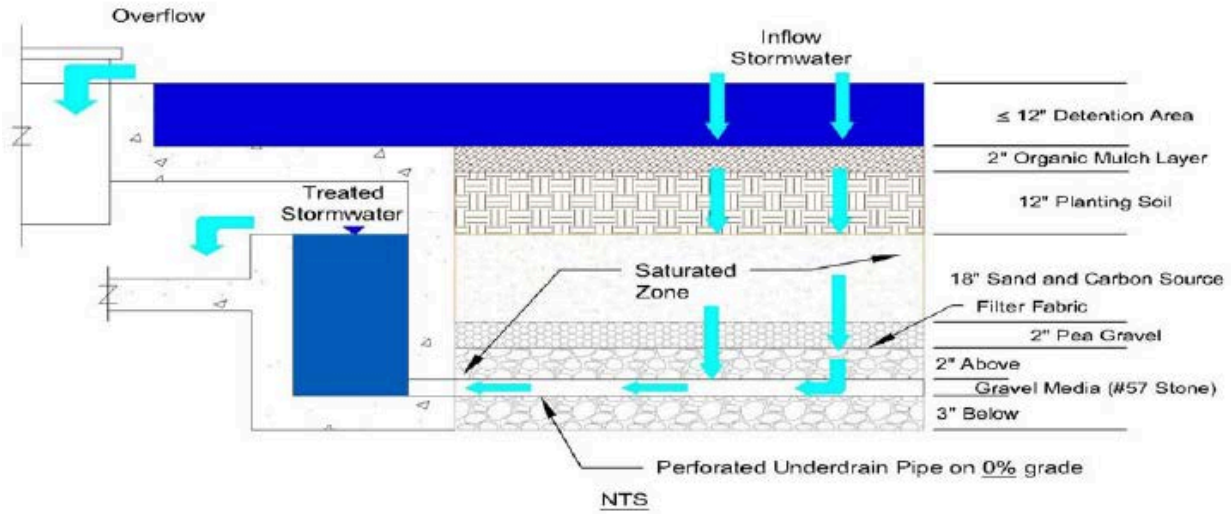 Overflow
Inflow
Stormwater
≤ 12" Detention Area
2" Organic Mulch Layer
Treated
Stormwater
12" Planting Soil
Saturated
Zone
18" Sand and Carbon Source
Filter Fabric
2" Pea Gravel
2" Above
Gravel Media (#57 Stone)
3" Below
Perforated Underdrain Pipe on 0% grade
NTS